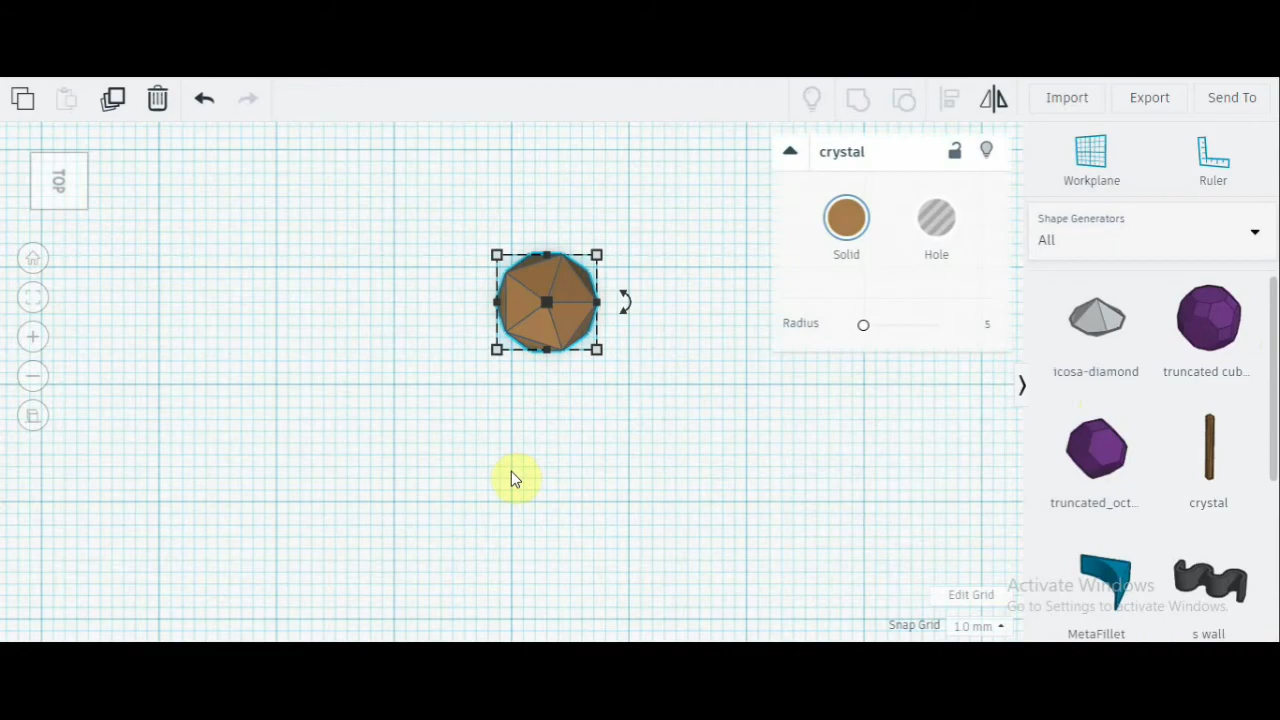 Import
Export
Send To
TOP
crystal
Workplane
Ruler
Solid
Hole
Shape Generators
All
Radius
5
icosa-diamond
truncated cub...
truncated_oct...
crystal
Activate Windows
Go to Settings to activate Windows.
Edit Grid
Snap Grid
1.0 mm
MetaFillet
s wall